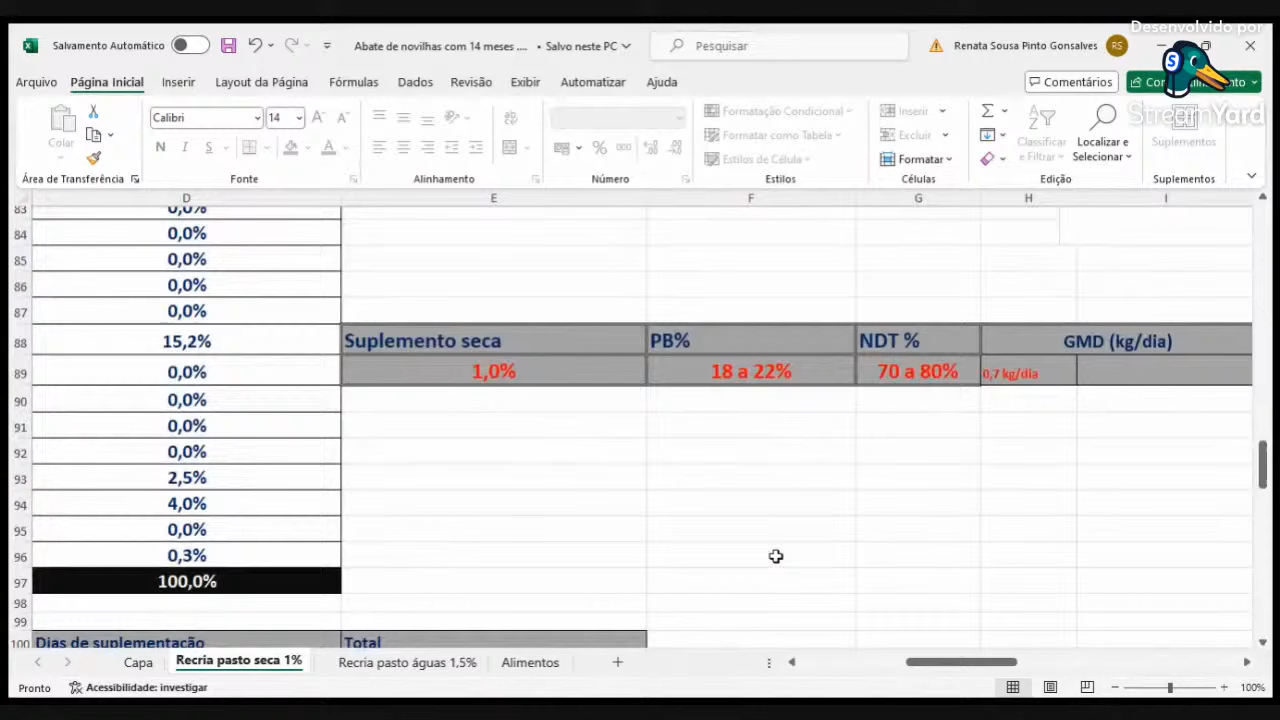 Desenvolvido por
StreamYard
Salvamento Automático
Abate de novilhas com 14 meses .... • Salvo neste PC
Pesquisar
Renata Sousa Pinto Gonsalves
RS
Arquivo
Página Inicial
Inserir
Layout da Página
Fórmulas
Dados
Revisão
Exibir
Automatizar
Ajuda
Comentários
Colar
Área de Transferência
Calibri
14
N
I
S
Fonte
Alinhamento
% 000
Número
Formatação Condicional
Formatar como Tabela
Estilos de Célula
Estilos
Inserir
Excluir
Formatar
Células
Classificar
e Filtrar
Localizar e
Selecionar
Edição
Suplementos
Suplementos
D E F G H I
83 0,0%
84 0,0%
85 0,0%
86 0,0%
87 0,0%
88 15,2% Suplemento seca PB% NDT % GMD (kg/dia)
89 0,0% 1,0% 18 a 22% 70 a 80% 0,7 kg/dia
90 0,0%
91 0,0%
92 0,0%
93 2,5%
94 4,0%
95 0,0%
96 0,3%
97 100,0%
98
99
100 Dias de suplementação Total
Capa
Recria pasto seca 1%
Recria pasto águas 1,5%
Alimentos
Pronto
Acessibilidade: investigar
100%